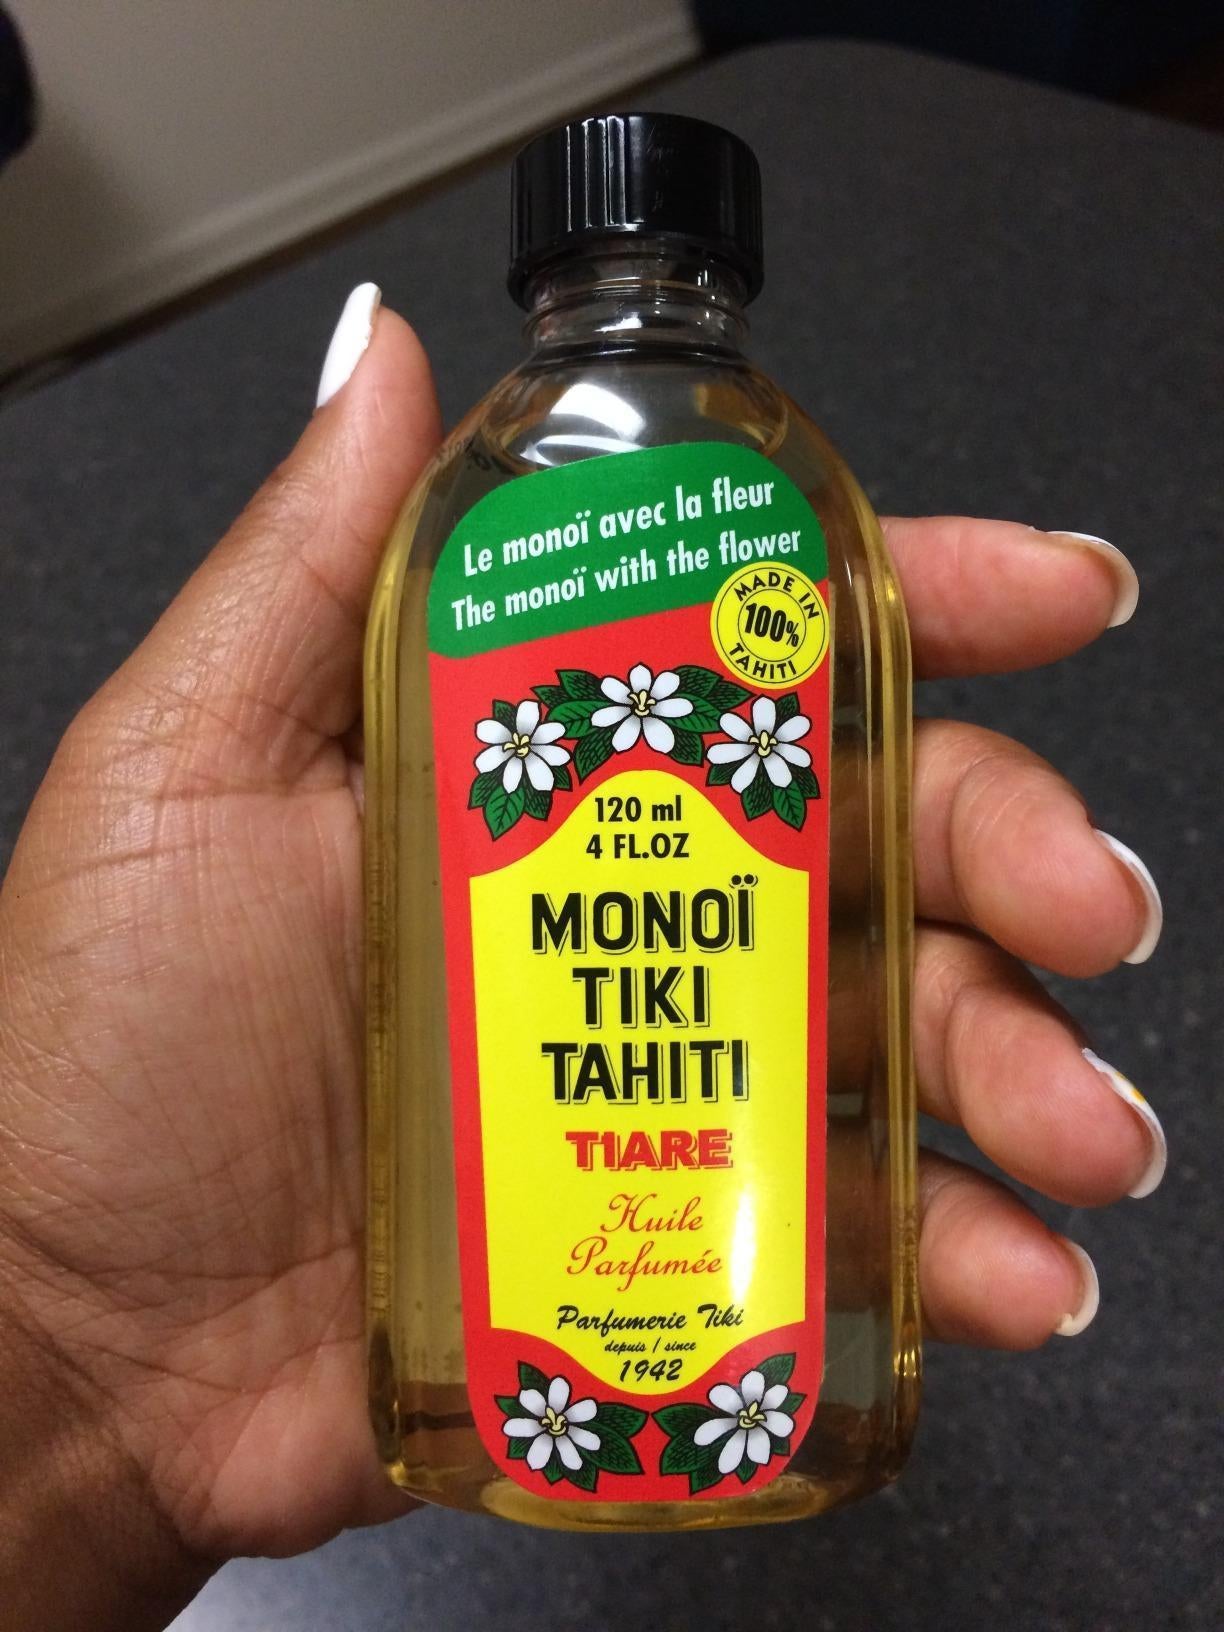 Le monoï avec la fleur
The monoï with the flower
MADE IN
100%
TAHITI
120 ml
4 FL.OZ
MONOÏ
TIKI
TAHITI
TIARE
Huile
Parfumée
Parfumerie Tiki
depuis / since
1942